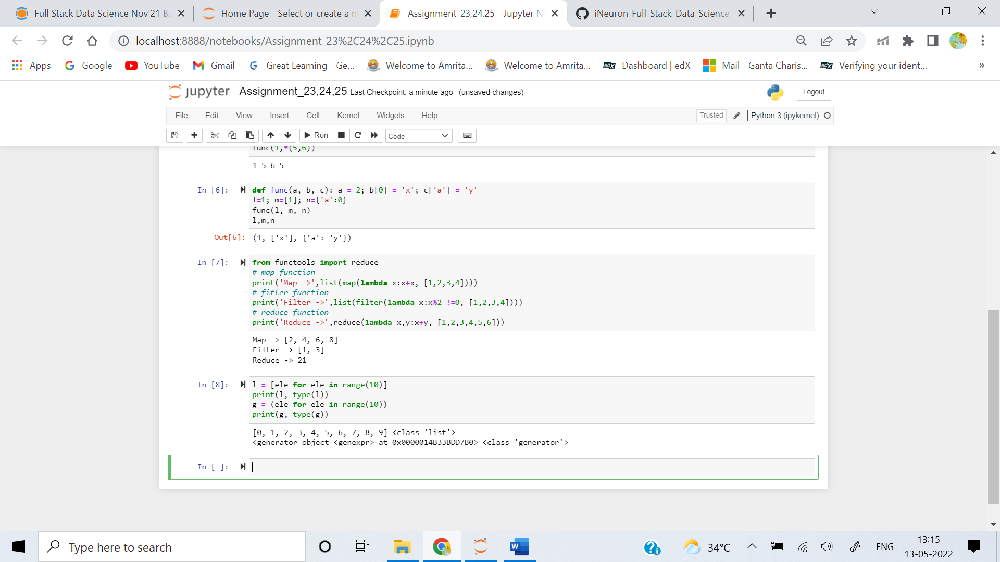 Full Stack Data Science Nov'21 Ba
Home Page - Select or create a n
Assignment_23,24,25 - Jupyter N
iNeuron-Full-Stack-Data-Science-
localhost:8888/notebooks/Assignment_23%2C24%2C25.ipynb
Apps
Google
YouTube
Gmail
Great Learning - Ge...
Welcome to Amrita...
Welcome to Amrita...
Dashboard | edX
Mail - Ganta Charis...
Verifying your ident...
»
jupyter Assignment_23,24,25 Last Checkpoint: a minute ago (unsaved changes)
Logout
File Edit View Insert Cell Kernel Widgets Help
Trusted
Python 3 (ipykernel)
Run
Code
func(1,*(5,6))
1 5 6 5
In [6]: def func(a, b, c): a = 2; b[0] = 'x'; c['a'] = 'y'
l=1; m=[1]; n={'a':0}
func(l, m, n)
l,m,n
Out[6]: (1, ['x'], {'a': 'y'})
In [7]: from functools import reduce
# map function
print('Map ->',list(map(lambda x:x+x, [1,2,3,4])))
# fitler function
print('Filter ->',list(filter(lambda x:x%2 !=0, [1,2,3,4])))
# reduce function
print('Reduce ->',reduce(lambda x,y:x+y, [1,2,3,4,5,6]))
Map -> [2, 4, 6, 8]
Filter -> [1, 3]
Reduce -> 21
In [8]: l = [ele for ele in range(10)]
print(l, type(l))
g = (ele for ele in range(10))
print(g, type(g))
[0, 1, 2, 3, 4, 5, 6, 7, 8, 9] <class 'list'>
<generator object <genexpr> at 0x0000014B33BDD7B0> <class 'generator'>
In [ ]:
Type here to search
34°C
ENG
13:15
13-05-2022